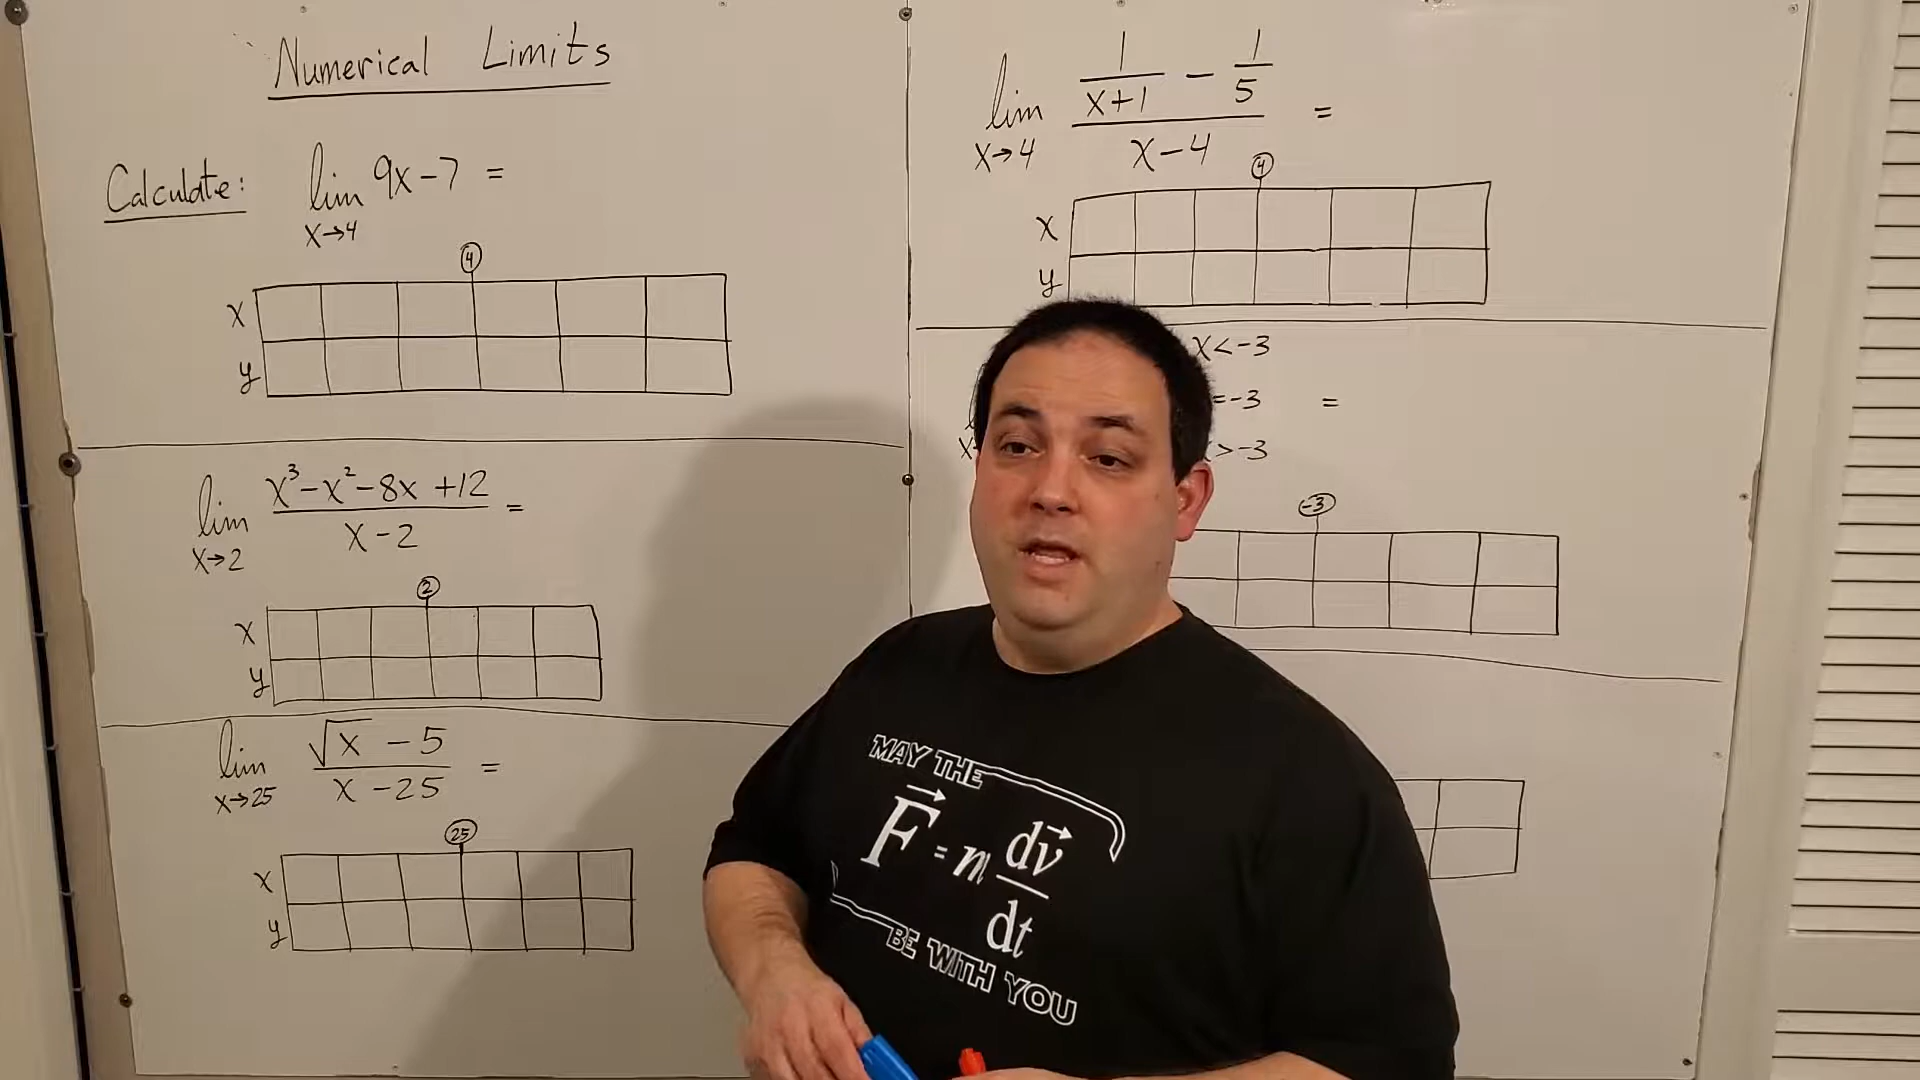 Numerical Limits
Calculate: lim 9x-7 =
x→4
4
x
y
lim x³-x²-8x+12 =
x→2 x-2
2
x
y
lim √x -5 =
x→25 x-25
25
x
y
lim 1/(x+1) - 1/5 =
x→4 x-4
4
x
y
x<-3
=-3 =
>-3
-3
MAY THE
F = m dv
dt
BE WITH YOU